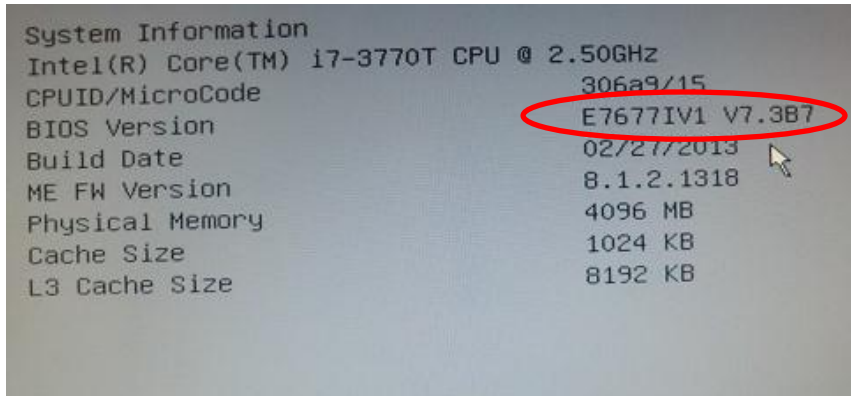 System Information
Intel(R) Core(TM) i7-3770T CPU @ 2.50GHz
CPUID/MicroCode 306a9/15
BIOS Version E7677IV1 V7.3B7
Build Date 02/27/2013
ME FW Version 8.1.2.1318
Physical Memory 4096 MB
Cache Size 1024 KB
L3 Cache Size 8192 KB